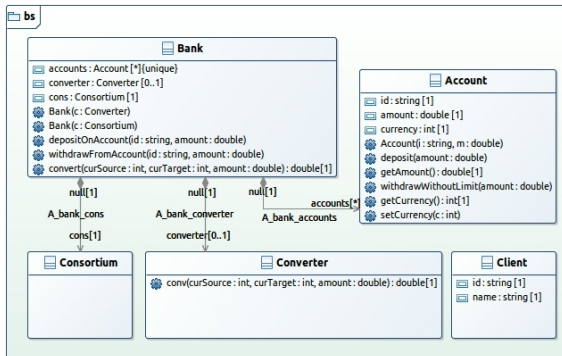 bs
Bank
accounts : Account [*]{unique}
converter : Converter [0..1]
cons : Consortium [1]
Bank(c : Converter)
Bank(c : Consortium)
depositOnAccount(id : string, amount : double)
withdrawFromAccount(id : string, amount : double)
convert(curSource : int, curTarget : int, amount : double) : double[1]
Account
id : string [1]
amount : double [1]
currency : int [1]
Account(i : string, m : double)
deposit(amount : double)
getAmount() : double[1]
withdrawWithoutLimit(amount : double)
getCurrency() : int[1]
setCurrency(c : int)
null[1]
null[1]
null[1]
accounts[*]
A_bank_cons
A_bank_converter
A_bank_accounts
cons[1]
converter[0..1]
Consortium
Converter
conv(curSource : int, curTarget : int, amount : double) : double[1]
Client
id : string [1]
name : string [1]